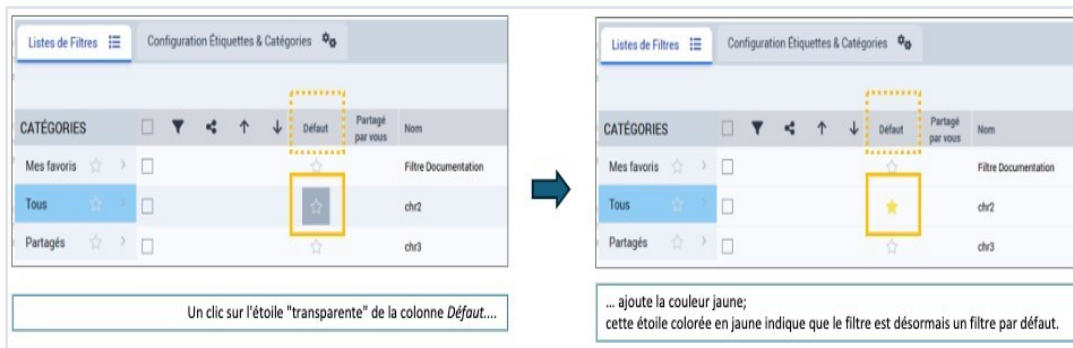 Listes de Filtres
Configuration Étiquettes & Catégories
CATÉGORIES
Défaut
Partagé
par vous
Nom
Mes favoris
Filtre Documentation
Tous
chr2
Partagés
chr3
Un clic sur l'étoile "transparente" de la colonne Défaut....
Listes de Filtres
Configuration Étiquettes & Catégories
CATÉGORIES
Défaut
Partagé
par vous
Nom
Mes favoris
Filtre Documentation
Tous
chr2
Partagés
chr3
... ajoute la couleur jaune;
cette étoile colorée en jaune indique que le filtre est désormais un filtre par défaut.